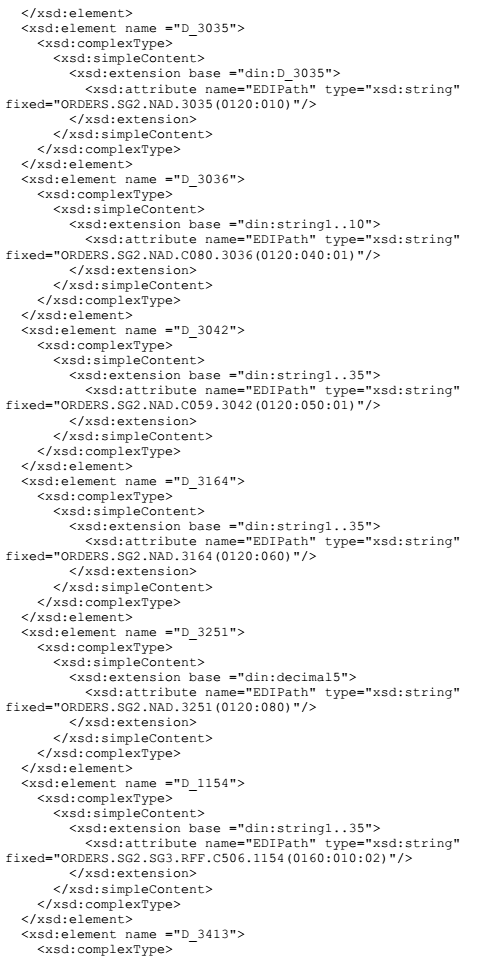 </xsd:element>
<xsd:element name ="D_3035">
<xsd:complexType>
<xsd:simpleContent>
<xsd:extension base ="din:D_3035">
<xsd:attribute name="EDIPath" type="xsd:string"
fixed="ORDERS.SG2.NAD.3035(0120:010)"/>
</xsd:extension>
</xsd:simpleContent>
</xsd:complexType>
</xsd:element>
<xsd:element name ="D_3036">
<xsd:complexType>
<xsd:simpleContent>
<xsd:extension base ="din:string1..10">
<xsd:attribute name="EDIPath" type="xsd:string"
fixed="ORDERS.SG2.NAD.C080.3036(0120:040:01)"/>
</xsd:extension>
</xsd:simpleContent>
</xsd:complexType>
</xsd:element>
<xsd:element name ="D_3042">
<xsd:complexType>
<xsd:simpleContent>
<xsd:extension base ="din:string1..35">
<xsd:attribute name="EDIPath" type="xsd:string"
fixed="ORDERS.SG2.NAD.C059.3042(0120:050:01)"/>
</xsd:extension>
</xsd:simpleContent>
</xsd:complexType>
</xsd:element>
<xsd:element name ="D_3164">
<xsd:complexType>
<xsd:simpleContent>
<xsd:extension base ="din:string1..35">
<xsd:attribute name="EDIPath" type="xsd:string"
fixed="ORDERS.SG2.NAD.3164(0120:060)"/>
</xsd:extension>
</xsd:simpleContent>
</xsd:complexType>
</xsd:element>
<xsd:element name ="D_3251">
<xsd:complexType>
<xsd:simpleContent>
<xsd:extension base ="din:decimal5">
<xsd:attribute name="EDIPath" type="xsd:string"
fixed="ORDERS.SG2.NAD.3251(0120:080)"/>
</xsd:extension>
</xsd:simpleContent>
</xsd:complexType>
</xsd:element>
<xsd:element name ="D_1154">
<xsd:complexType>
<xsd:simpleContent>
<xsd:extension base ="din:string1..35">
<xsd:attribute name="EDIPath" type="xsd:string"
fixed="ORDERS.SG2.SG3.RFF.C506.1154(0160:010:02)"/>
</xsd:extension>
</xsd:simpleContent>
</xsd:complexType>
</xsd:element>
<xsd:element name ="D_3413">
<xsd:complexType>